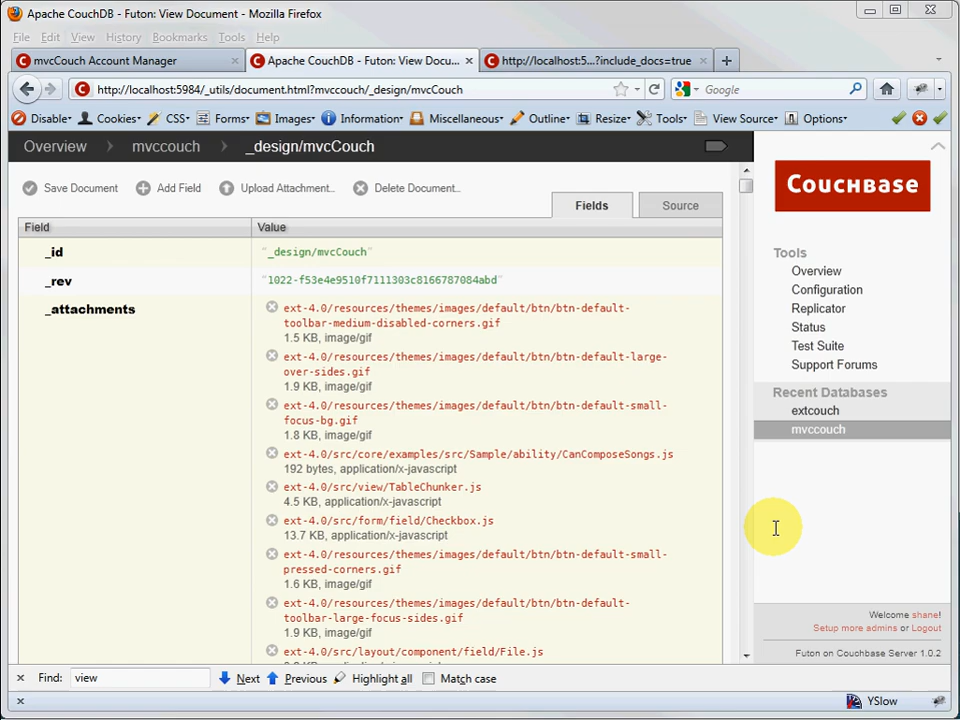 Apache CouchDB - Futon: View Document - Mozilla Firefox
File Edit View History Bookmarks Tools Help
mvcCouch Account Manager × Apache CouchDB - Futon: View Docu... × http://localhost:5...?include_docs=true ×
http://localhost:5984/_utils/document.html?mvccouch/_design/mvcCouch Google
Disable Cookies CSS Forms Images Information Miscellaneous Outline Resize Tools View Source Options
Overview mvccouch _design/mvcCouch
Save Document Add Field Upload Attachment... Delete Document...
Fields Source
Field Value
_id "_design/mvcCouch"
_rev "1022-f53e4e9510f7111303c8166787084abd"
_attachments ext-4.0/resources/themes/images/default/btn/btn-default-
toolbar-medium-disabled-corners.gif
1.5 KB, image/gif
ext-4.0/resources/themes/images/default/btn/btn-default-large-
over-sides.gif
1.9 KB, image/gif
ext-4.0/resources/themes/images/default/btn/btn-default-small-
focus-bg.gif
1.8 KB, image/gif
ext-4.0/src/core/examples/src/Sample/ability/CanComposeSongs.js
192 bytes, application/x-javascript
ext-4.0/src/view/TableChunker.js
4.5 KB, application/x-javascript
ext-4.0/src/form/field/Checkbox.js
13.7 KB, application/x-javascript
ext-4.0/resources/themes/images/default/btn/btn-default-small-
pressed-corners.gif
1.6 KB, image/gif
ext-4.0/resources/themes/images/default/btn/btn-default-
toolbar-large-focus-sides.gif
1.9 KB, image/gif
ext-4.0/src/layout/component/field/File.js
COUCHBASE
Tools
Overview
Configuration
Replicator
Status
Test Suite
Support Forums
Recent Databases
extcouch
mvccouch
Welcome shane!
Setup more admins or Logout
Futon on Couchbase Server 1.0.2
× Find: view Next Previous Highlight all Match case
× YSlow